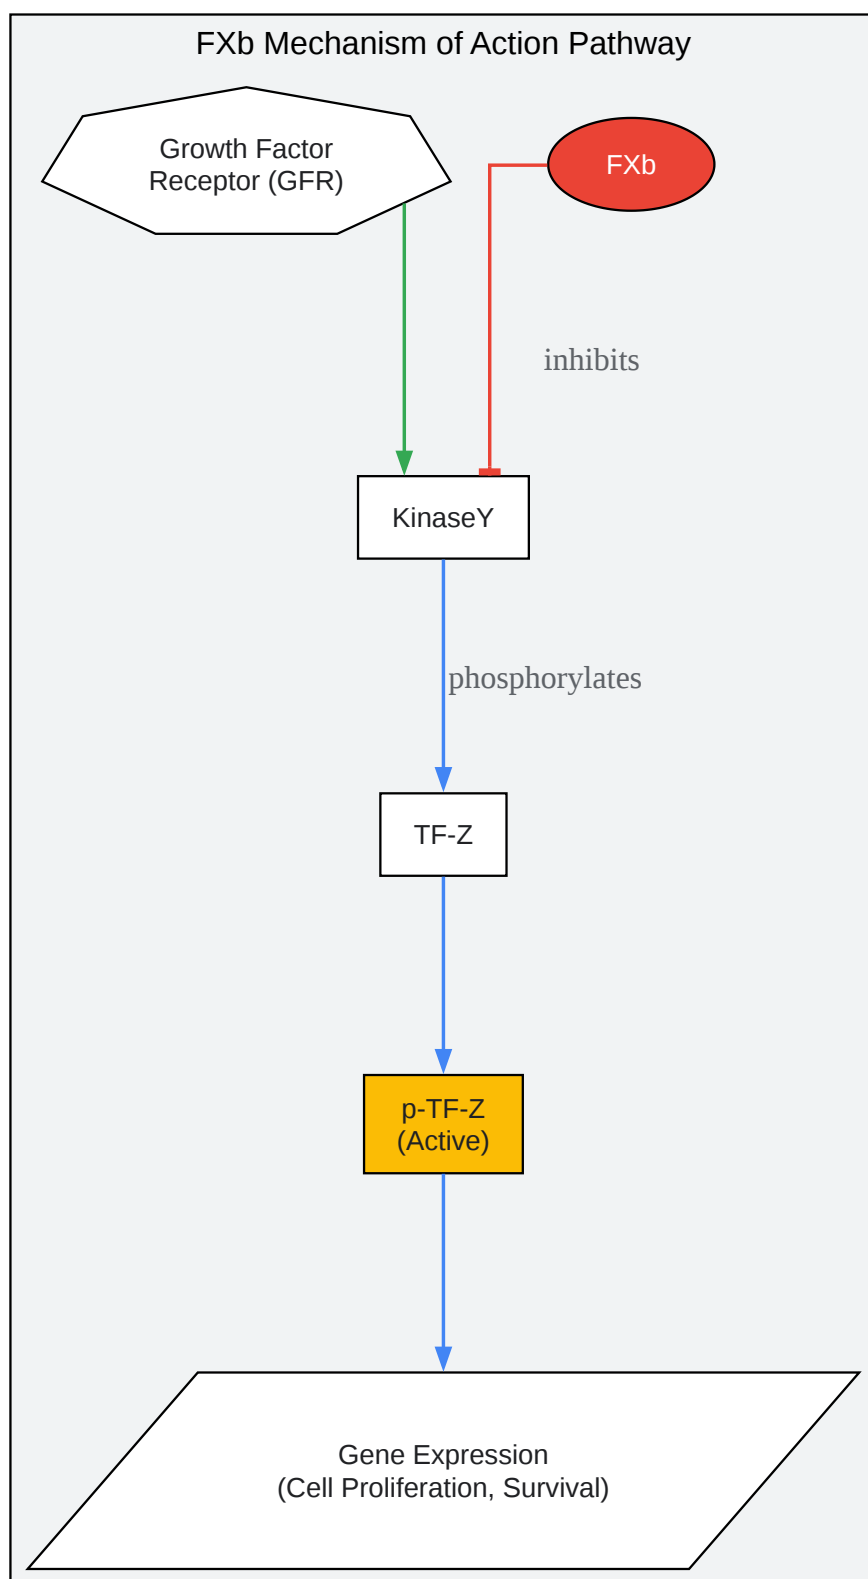 FXb Mechanism of Action Pathway
Growth Factor
Receptor (GFR)
FXb
inhibits
KinaseY
phosphorylates
TF-Z
p-TF-Z
(Active)
Gene Expression
(Cell Proliferation, Survival)